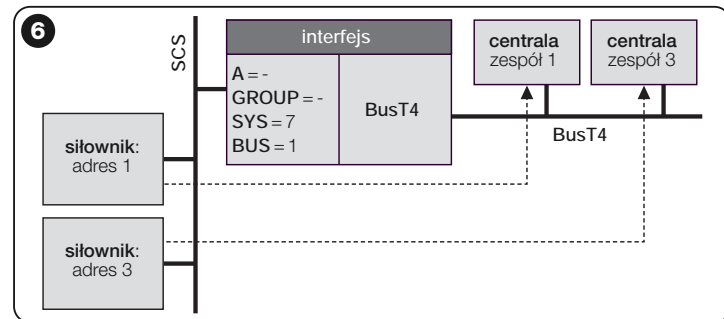 6
SCS
interfejs
A = -
GROUP = -
SYS = 7
BUS = 1
BusT4
centrala
zespół 1
centrala
zespół 3
BusT4
siłownik:
adres 1
siłownik:
adres 3